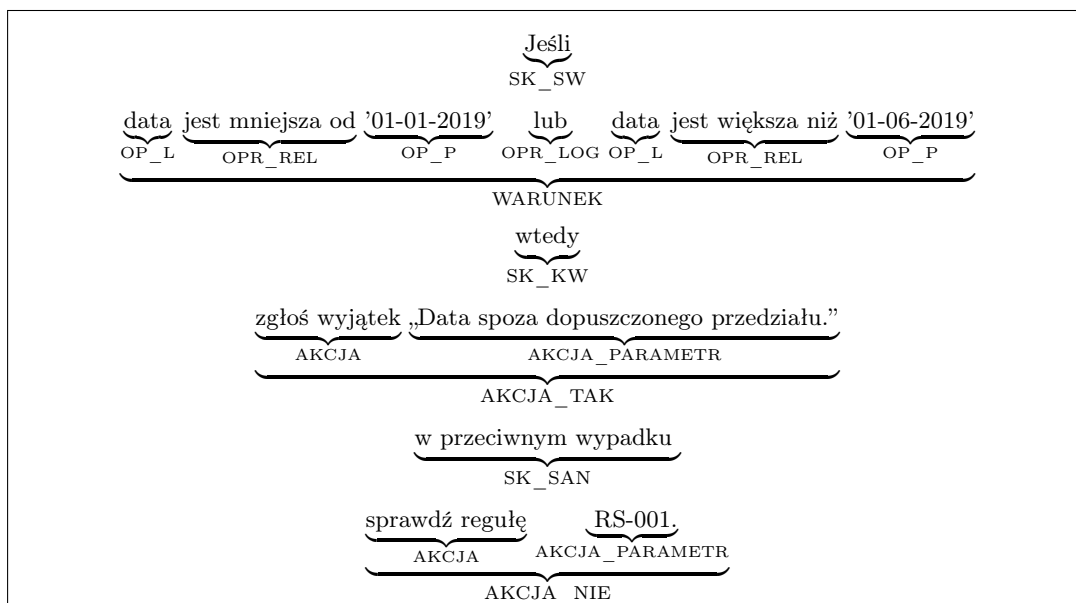 Jeśli
SK_SW
data jest mniejsza od '01-01-2019' lub data jest większa niż '01-06-2019'
OP_L OPR_REL OP_P OPR_LOG OP_L OPR_REL OP_P
WARUNEK
wtedy
SK_KW
zgłoś wyjątek „Data spoza dopuszczonego przedziału.”
AKCJA AKCJA_PARAMETR
AKCJA_TAK
w przeciwnym wypadku
SK_SAN
sprawdź regułę RS-001.
AKCJA AKCJA_PARAMETR
AKCJA_NIE